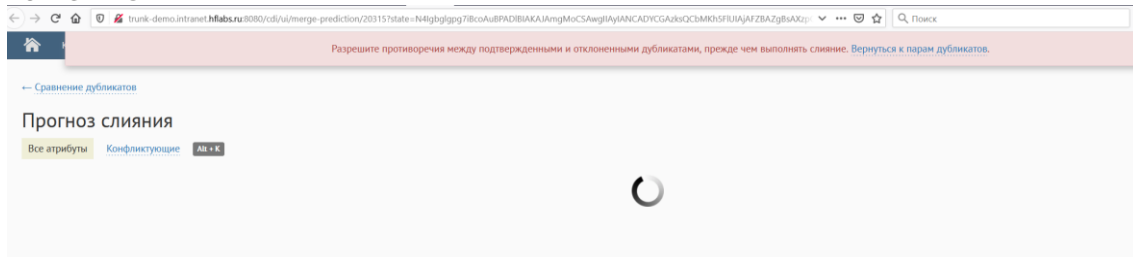 trunk-demo.intranet.hflabs.ru:8080/cdi/ui/merge-prediction/20315?state=
Поиск
Разрешите противоречия между подтвержденными и отклоненными дубликатами, прежде чем выполнять слияние. Вернуться к парам дубликатов.
← Сравнение дубликатов
Прогноз слияния
Все атрибуты Конфликтующие Alt + K